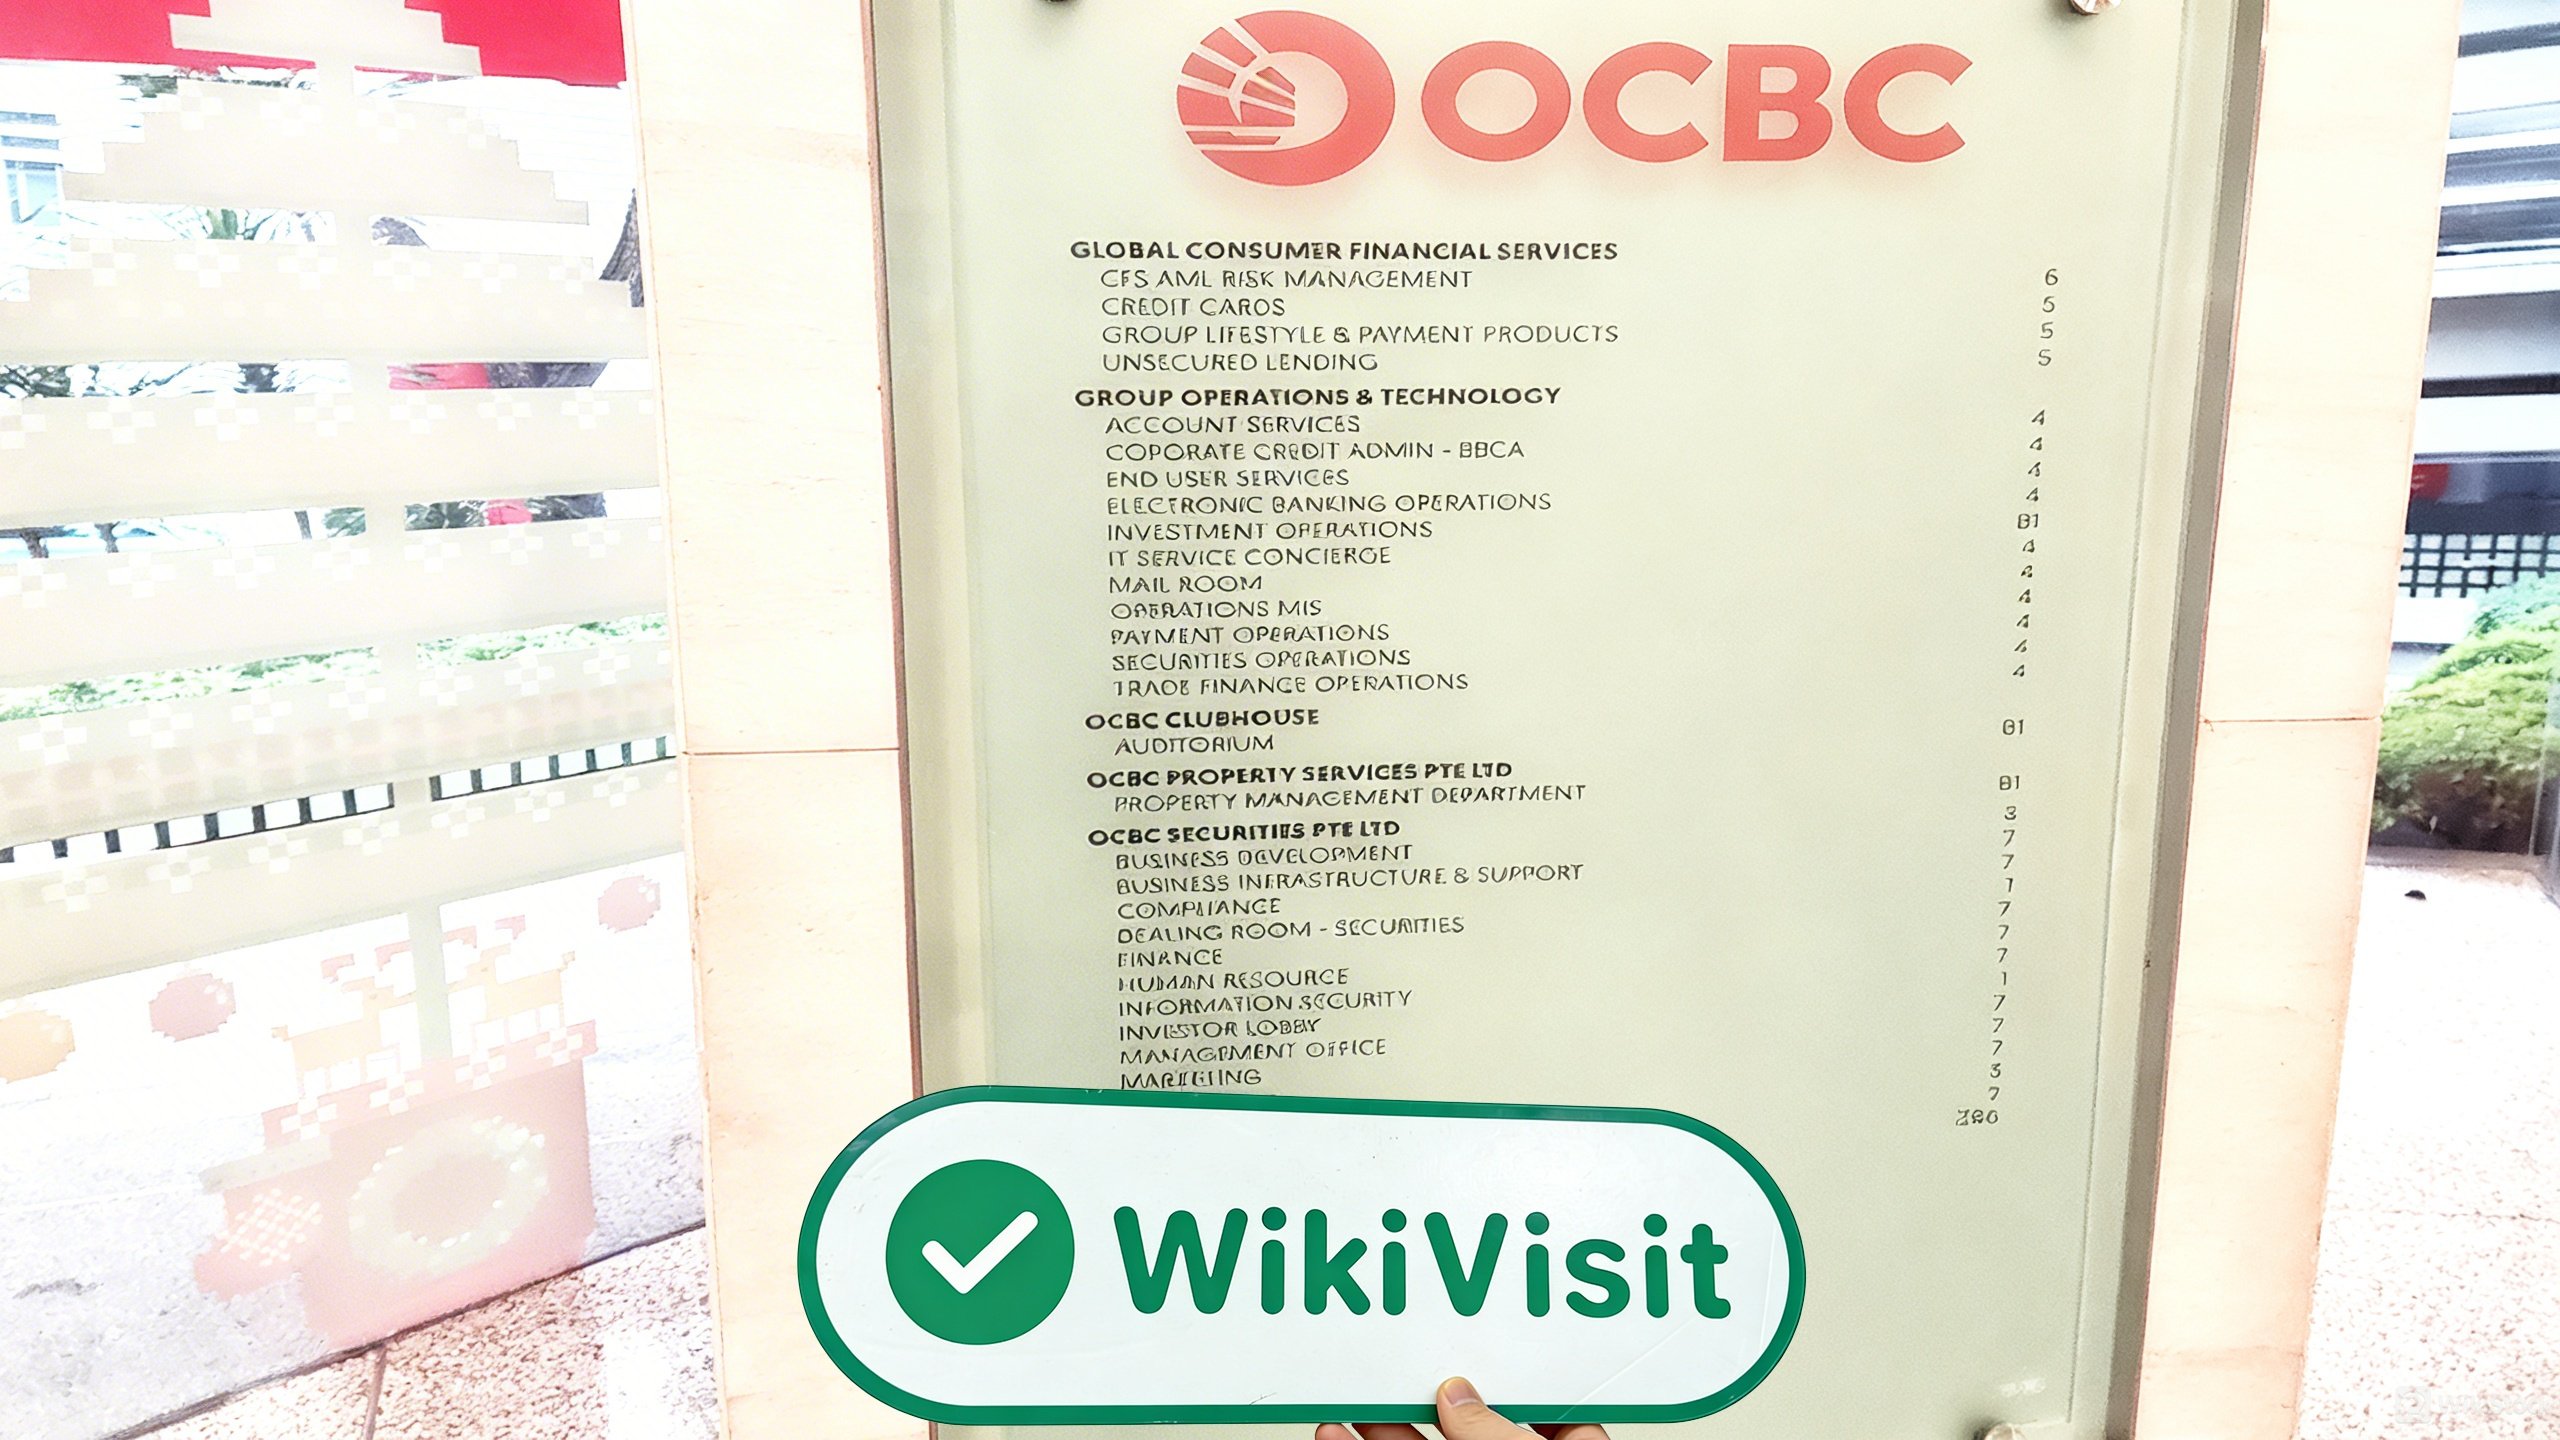 OCBC
GLOBAL CONSUMER FINANCIAL SERVICES
CFS AML RISK MANAGEMENT 6
CREDIT CAROS 5
GROUP LIFESTYLE & PAYMENT PRODUCTS 5
UNSECURED LENDING 5
GROUP OPERATIONS & TECHNOLOGY
ACCOUNT SERVICES 4
COPORATE CREDIT ADMIN - BBCA 4
END USER SERVICES 4
ELECTRONIC BANKING OPERATIONS 4
INVESTMENT OPERATIONS B1
IT SERVICE CONCIERGE 4
MAIL ROOM 4
OPERATIONS MIS 4
PAYMENT OPERATIONS 4
SECURITIES OPERATIONS 4
TRADE FINANCE OPERATIONS 4
OCBC CLUBHOUSE
AUDITORIUM B1
OCBC PROPERTY SERVICES PTE LTD
PROPERTY MANAGEMENT DEPARTMENT B1
OCBC SECURITIES PTE LTD 3
BUSINESS DEVELOPMENT 7
BUSINESS INFRASTRUCTURE & SUPPORT 7
COMPLIANCE 1
DEALING ROOM - SECURITIES 7
FINANCE 7
HUMAN RESOURCE 7
INFORMATION SECURITY 1
INVESTOR LOBBY 7
MANAGEMENT OFFICE 7
MARKETING 7
3
7
WikiVisit